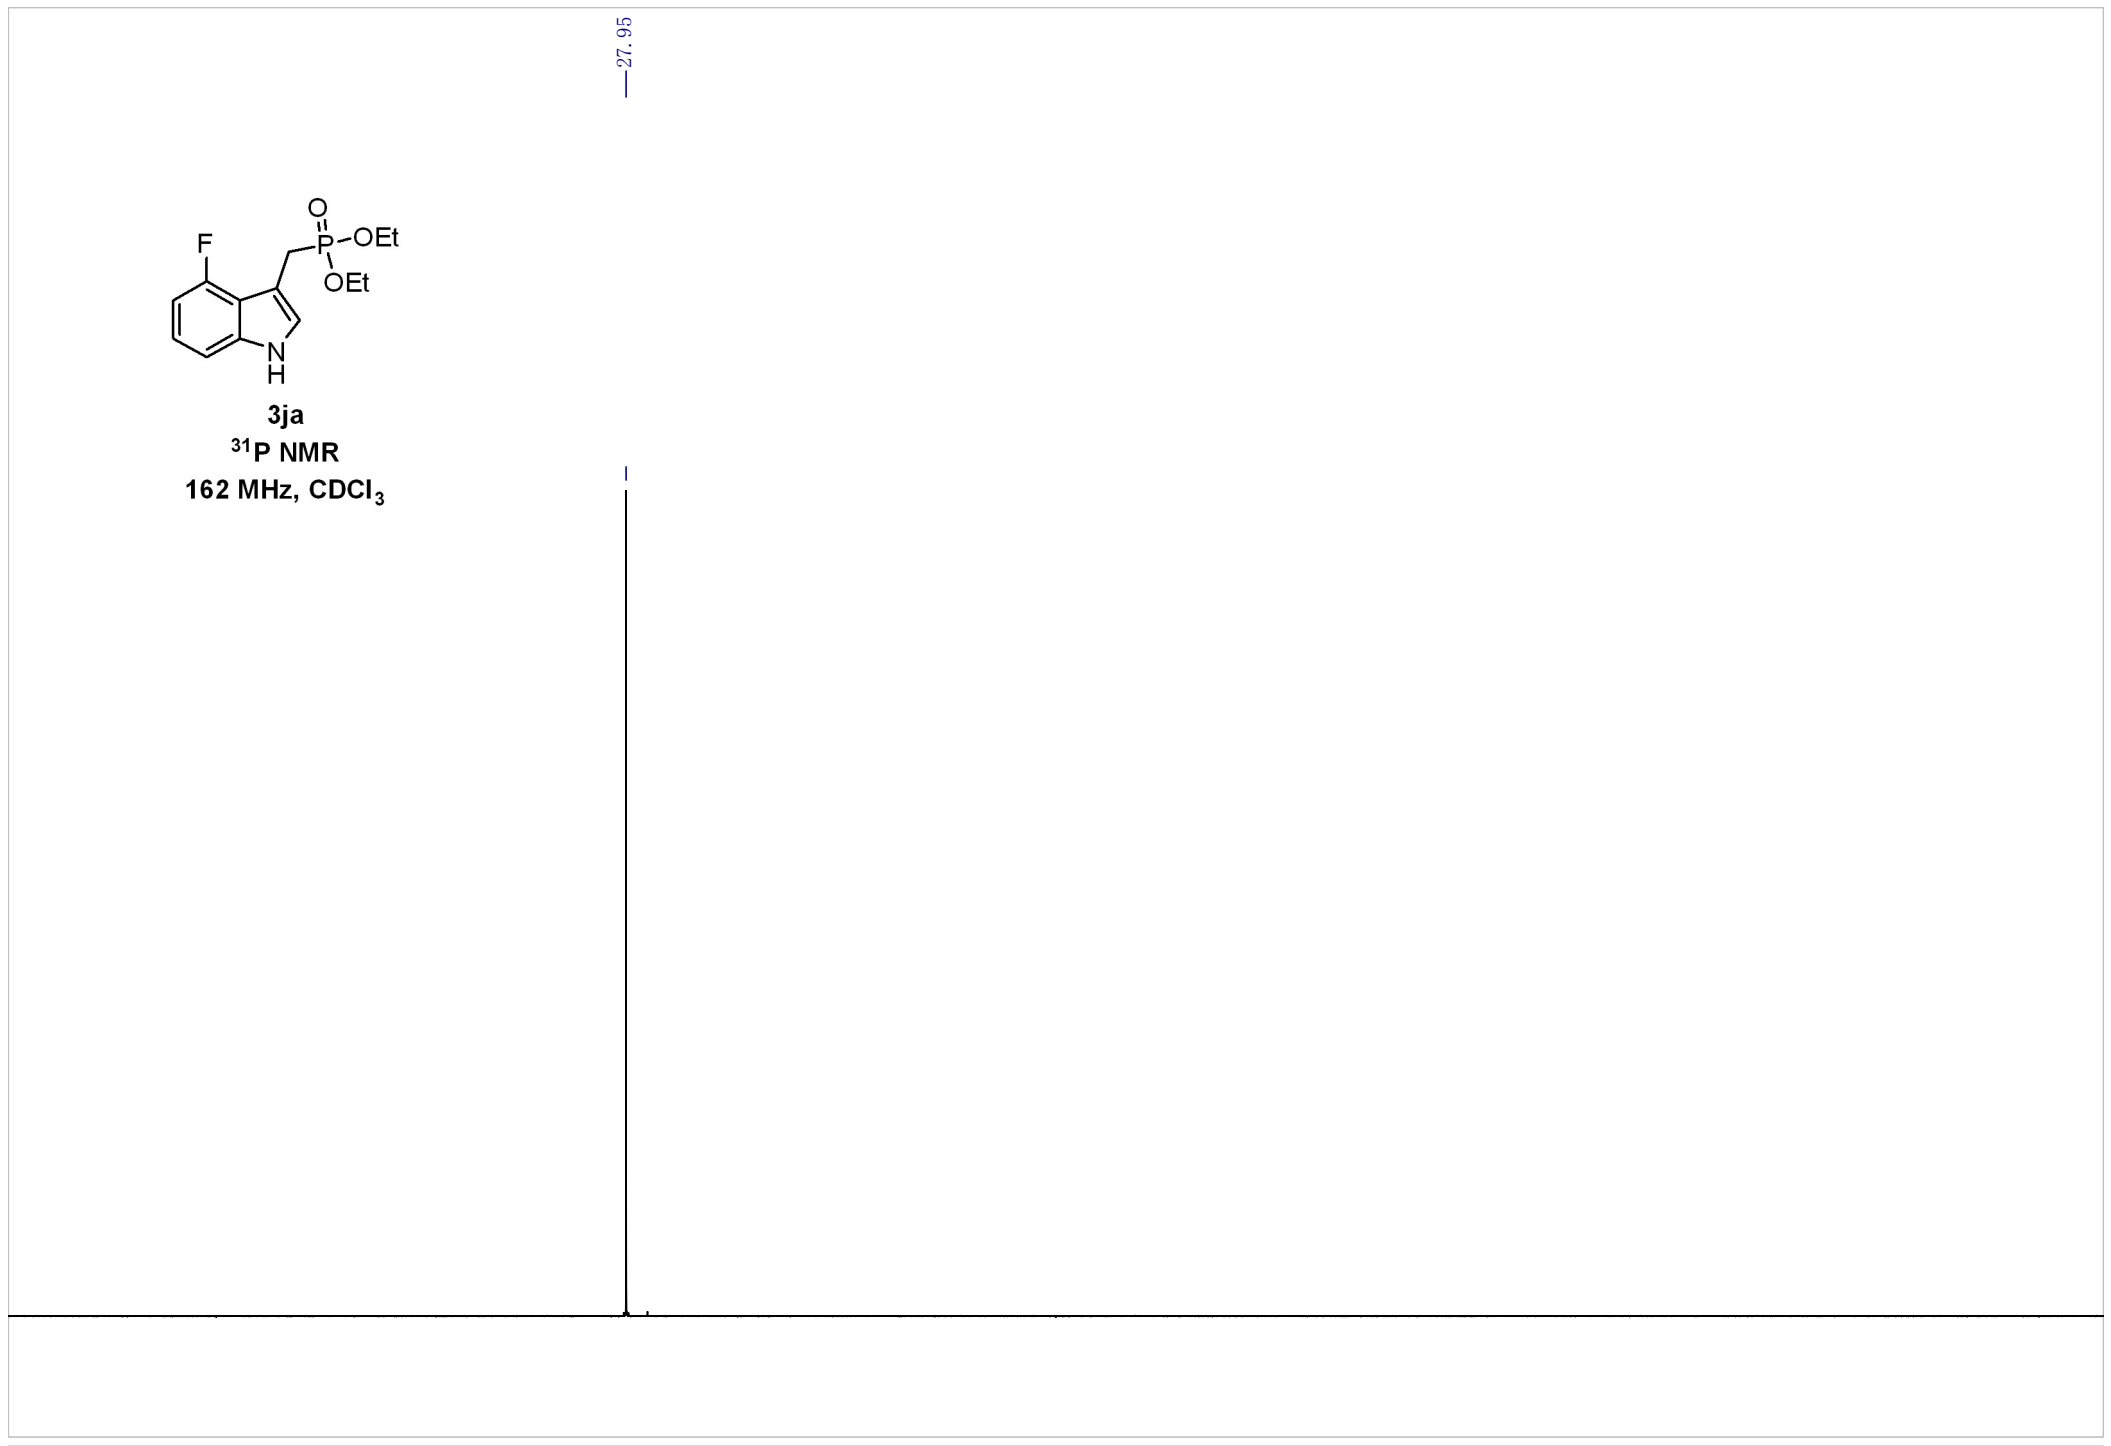 27.95
O
F
P
OEt
OEt
N
H
3ja
³¹P NMR
162 MHz, CDCl₃